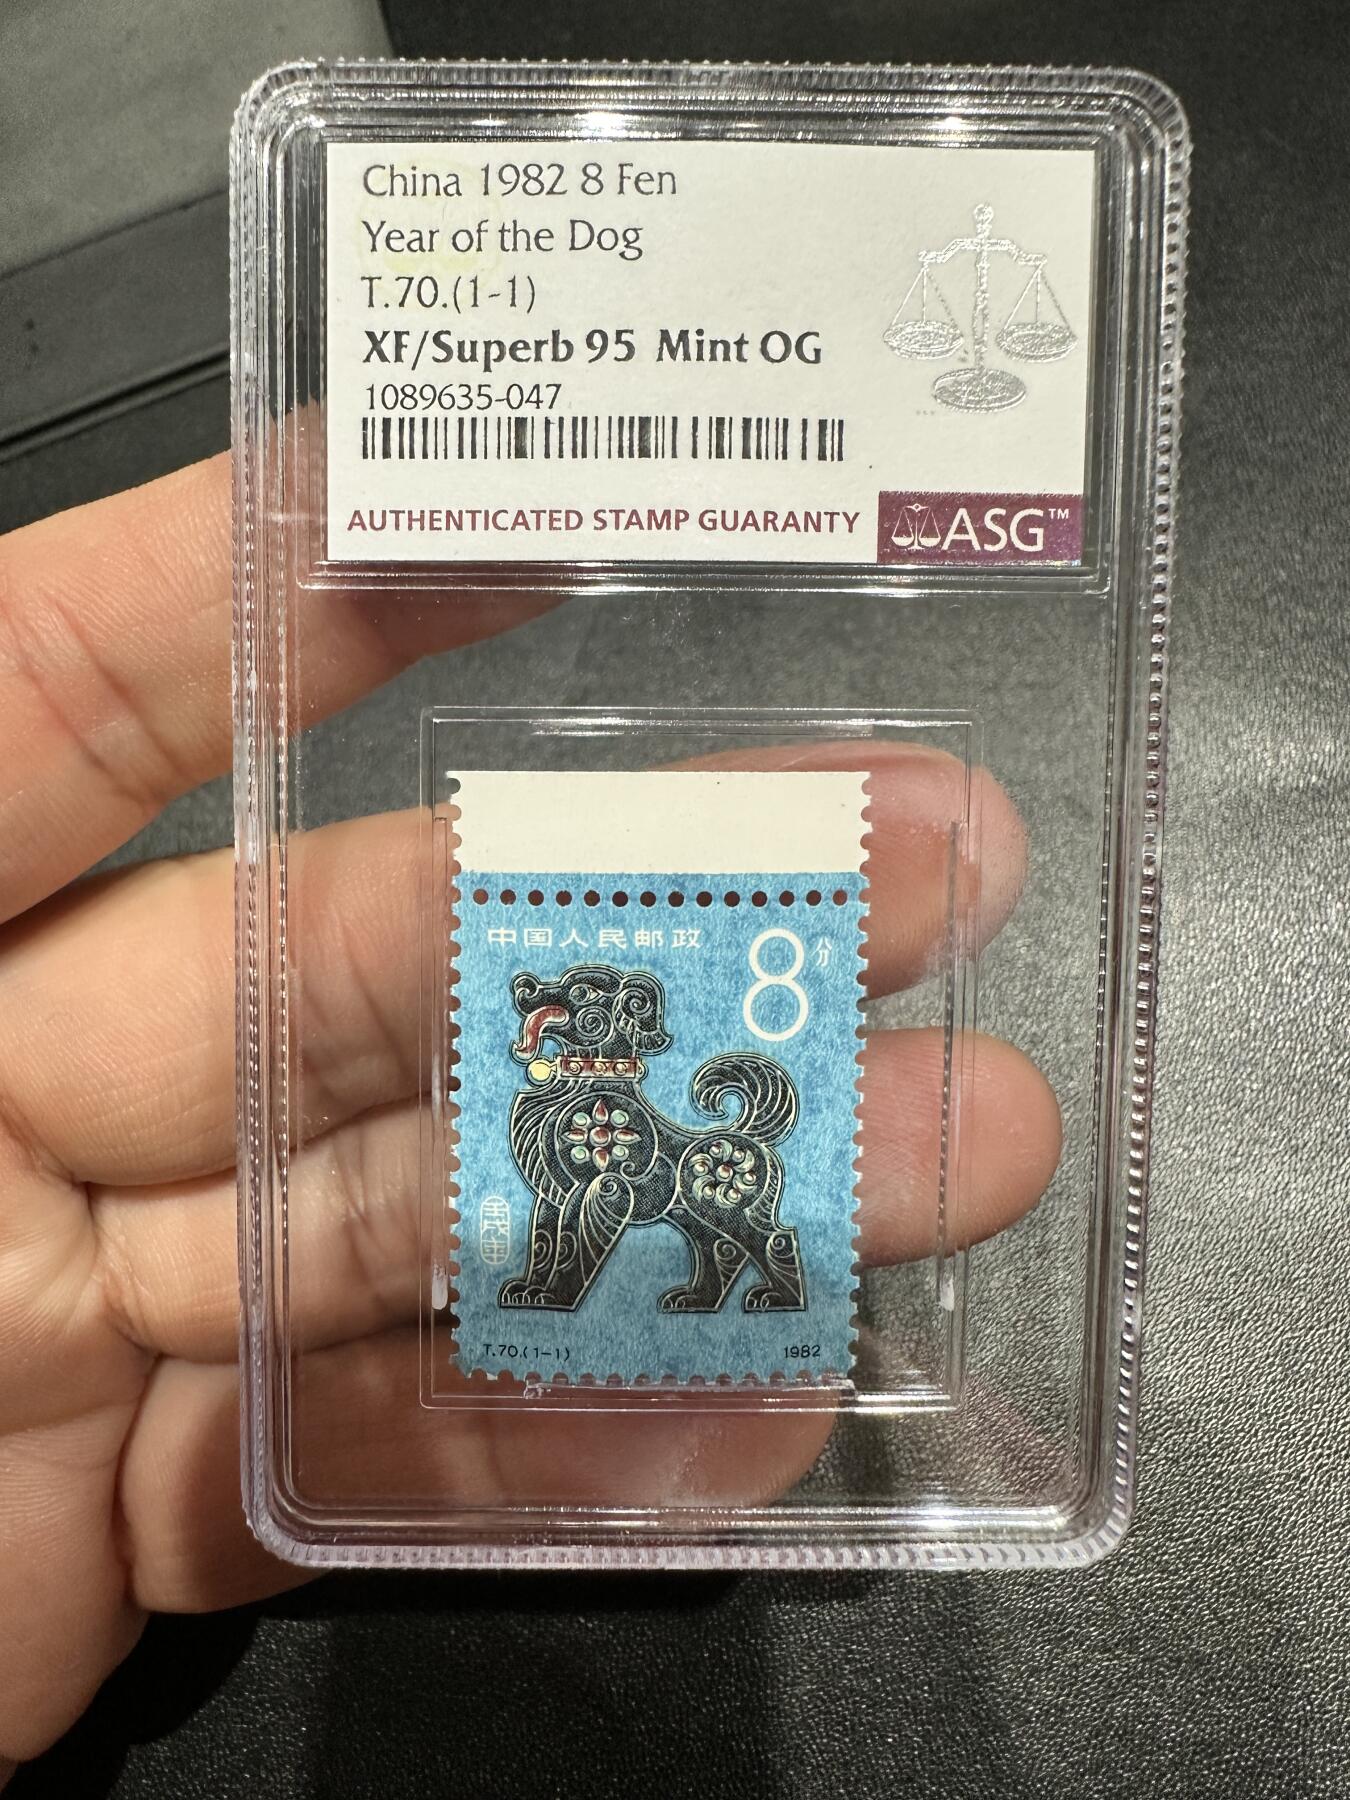 China 1982 8 Fen
Year of the Dog
T.70.(1-1)
XF/Superb 95 Mint OG
1089635-047
AUTHENTICATED STAMP GUARANTY
ASG™
中国人民邮政
8分
T.70.(1-1)
1982